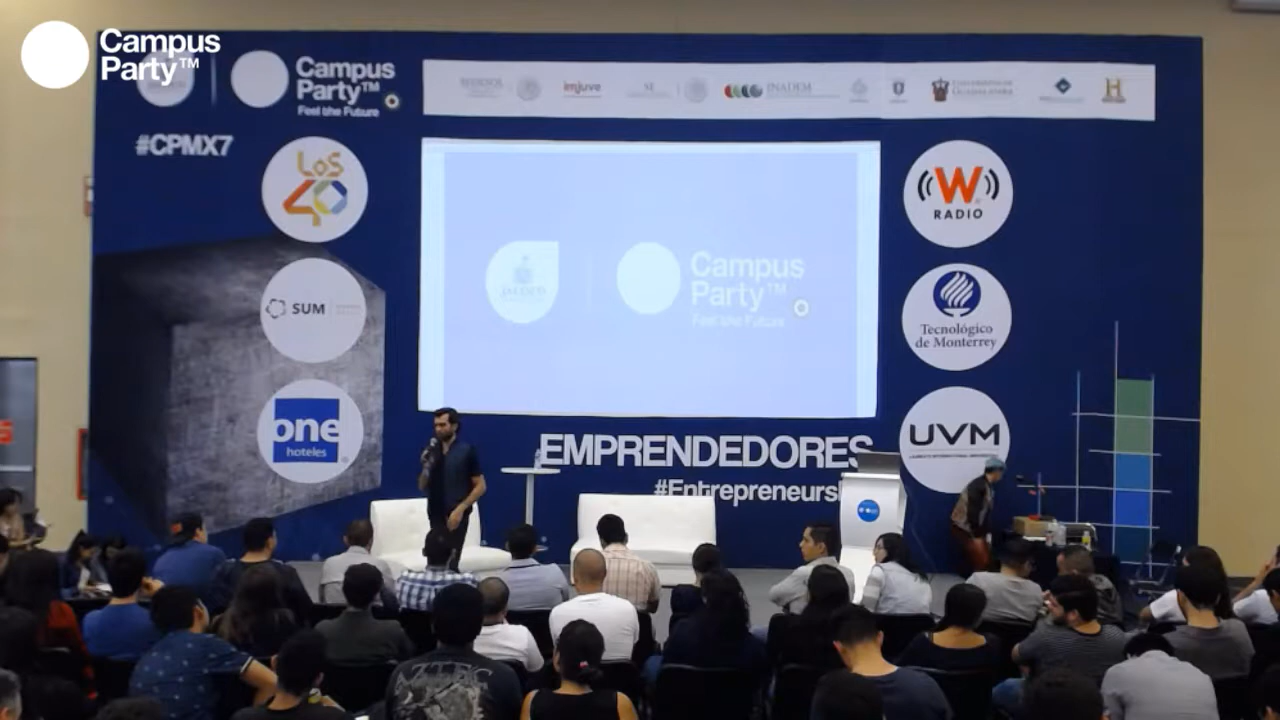 Campus
Party™
Campus
Party™
Feel the Future
imjuve
SE
INADEM
H
#CPMX7
LOS
40
W
RADIO
Campus
Party™
Feel the Future
SUM
Tecnológico
de Monterrey
one
hoteles
UVM
EMPRENDEDORES
#Entrepreneurs